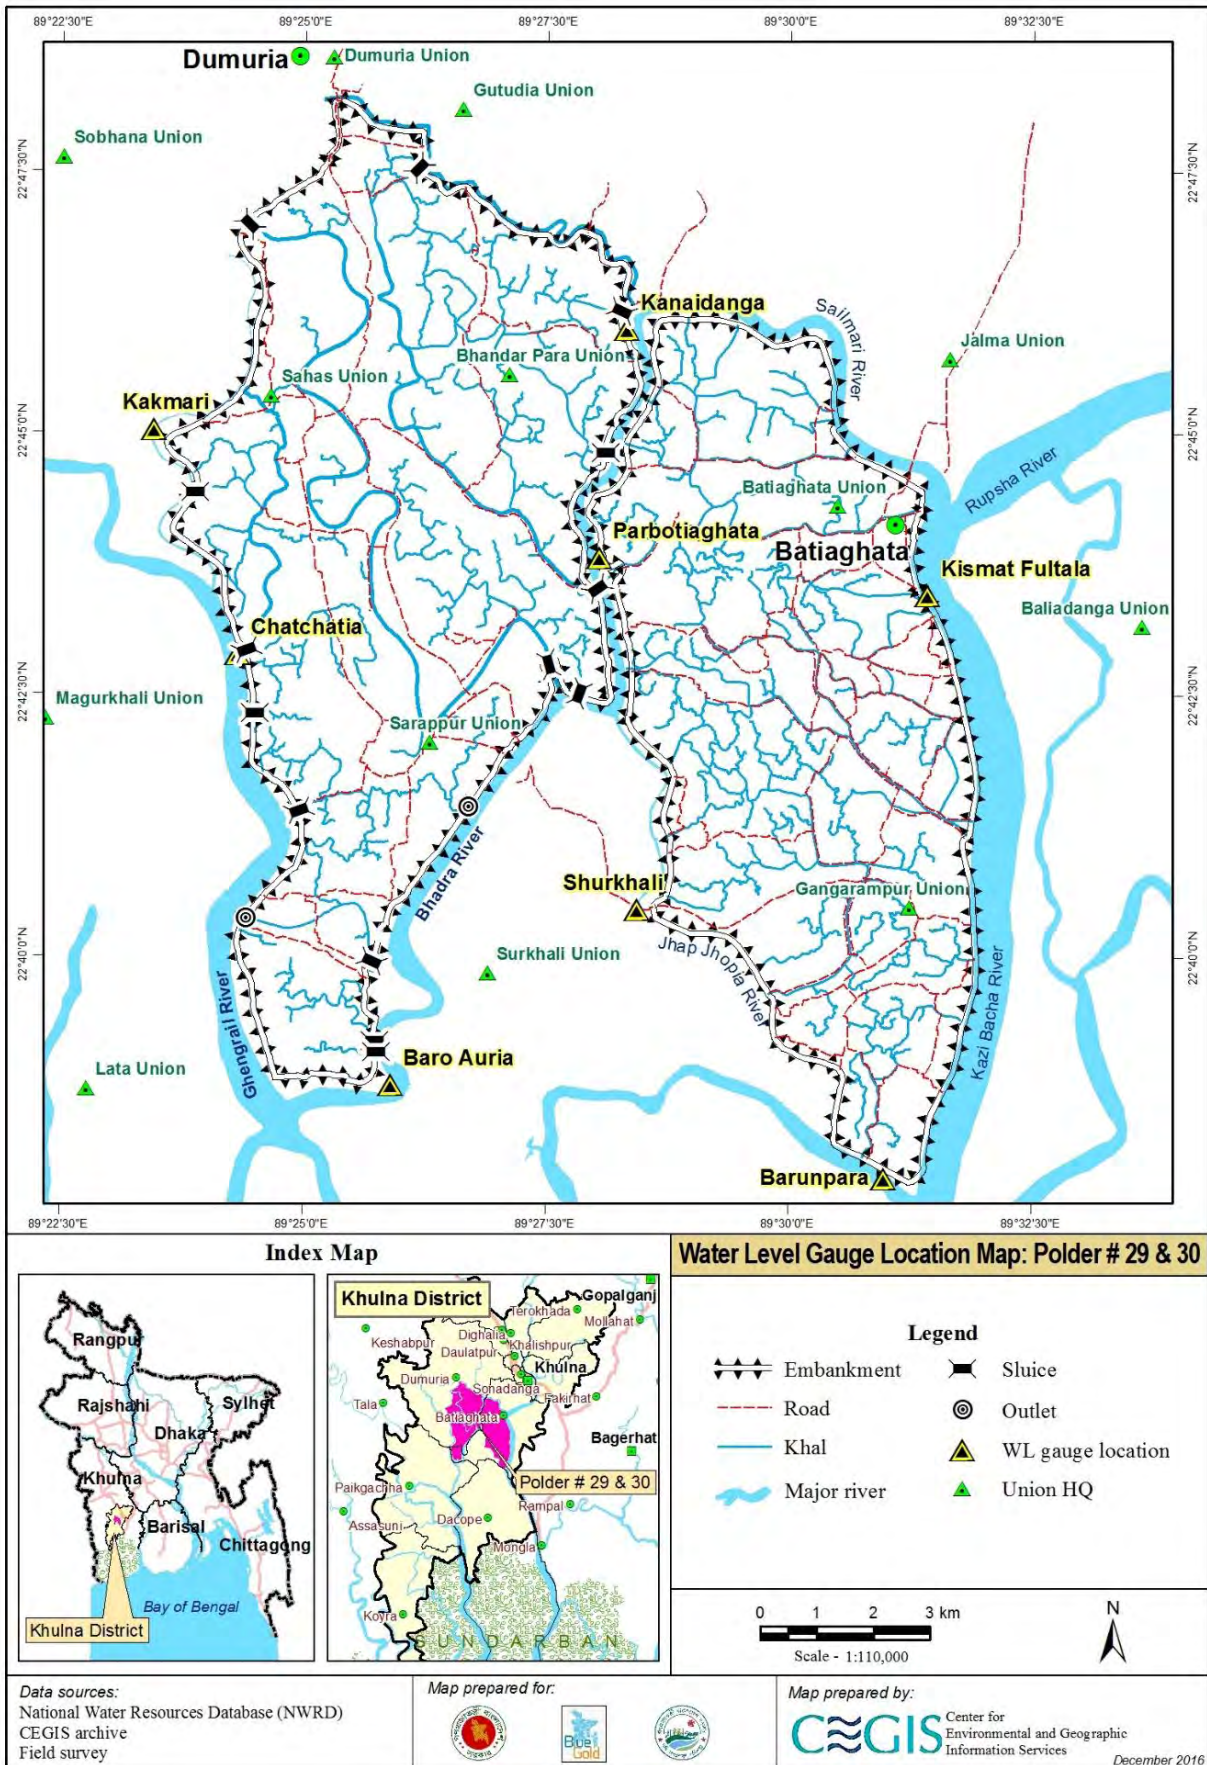 89°22'30"E
89°25'0"E
89°27'30"E
89°30'0"E
89°32'30"E
Dumuria
Dumuria Union
Gutudia Union
Sobhana Union
22°47'30"N
22°47'30"N
Kanaidanga
Sailmari River
Jalma Union
Bhandar Para Union
Sahas Union
Kakmari
22°45'0"N
22°45'0"N
Rupsha River
Batiaghata Union
Parbotiaghata
Batiaghata
Kismat Fultala
Baliadanga Union
Chatchatia
Magurkhali Union
22°42'30"N
22°42'30"N
Sarappur Union
Bhadra River
Shurkhali
Gangarampur Union
Jhap Jhopla River
Surkhali Union
22°40'0"N
22°40'0"N
Ghengrail River
Kazi Bacha River
Baro Auria
Lata Union
Barunpara
89°22'30"E
89°25'0"E
89°27'30"E
89°30'0"E
89°32'30"E
Index Map
Rangpur
Rajshahi
Sylhet
Dhaka
Khulna
Barisal
Chittagong
Bay of Bengal
Khulna District
Khulna District
Gopalganj
Terokhada
Mollahat
Dighalia
Keshabpur
Khalishpur
Daulatpur
Khulna
Dumuria
Sonadanga
Fakirhat
Tala
Batiaghata
Bagerhat
Polder # 29 & 30
Paikgachha
Rampal
Dacope
Assasuni
Mongla
Koyra
SUNDARBAN
Water Level Gauge Location Map: Polder # 29 & 30
Legend
Embankment
Sluice
Road
Outlet
Khal
WL gauge location
Major river
Union HQ
0 1 2 3 km
Scale - 1:110,000
N
Data sources:
National Water Resources Database (NWRD)
CEGIS archive
Field survey
Map prepared for:
Blue
Gold
Map prepared by:
CEGIS
Center for
Environmental and Geographic
Information Services
December 2016